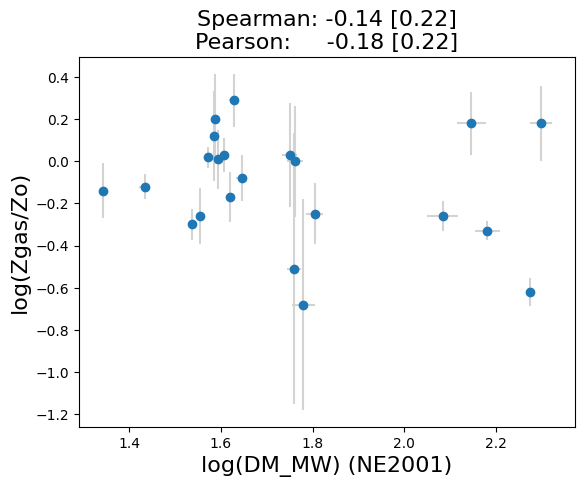 Spearman: -0.14 [0.22]
Pearson: -0.18 [0.22]
log(Zgas/Zo)
0.4
0.2
0.0
−0.2
−0.4
−0.6
−0.8
−1.0
−1.2
1.4 1.6 1.8 2.0 2.2
log(DM_MW) (NE2001)